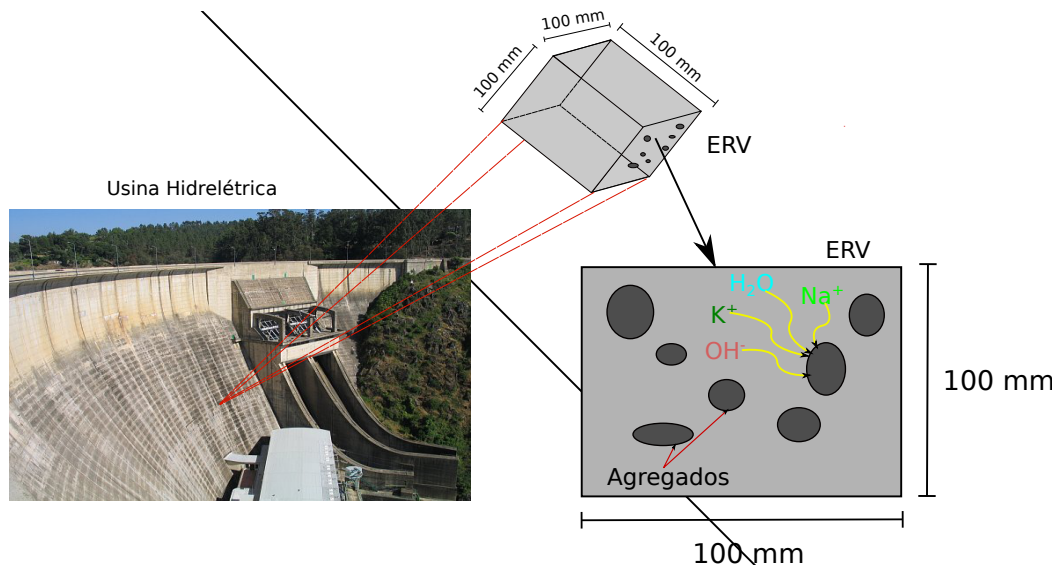 100 mm
100 mm
100 mm
ERV
Usina Hidrelétrica
ERV
H₂O
Na⁺
K⁺
OH⁻
100 mm
Agregados
100 mm